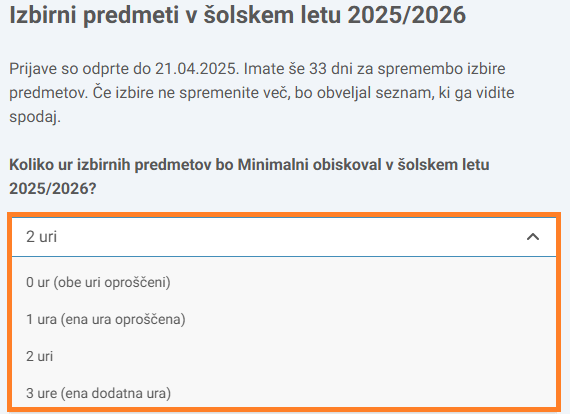 Izbirni predmeti v šolskem letu 2025/2026
Prijave so odprte do 21.04.2025. Imate še 33 dni za spremembo izbire
predmetov. Če izbire ne spremenite več, bo obveljal seznam, ki ga vidite
spodaj.
Koliko ur izbirnih predmetov bo Minimalni obiskoval v šolskem letu
2025/2026?
2 uri
0 ur (obe uri oproščeni)
1 ura (ena ura oproščena)
2 uri
3 ure (ena dodatna ura)